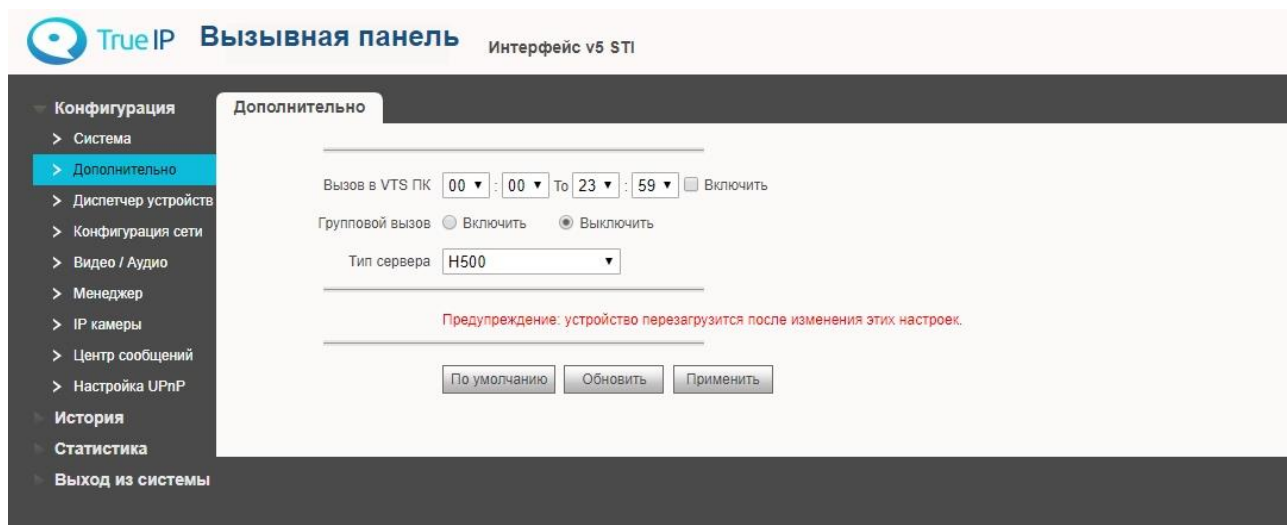 True IP Вызывная панель Интерфейс v5 STI
Конфигурация
Система
Дополнительно
Диспетчер устройств
Конфигурация сети
Видео / Аудио
Менеджер
IP камеры
Центр сообщений
Настройка UPnP
История
Статистика
Выход из системы
Дополнительно
Вызов в VTS ПК 00 : 00 To 23 : 59 Включить
Групповой вызов Включить Выключить
Тип сервера H500
Предупреждение: устройство перезагрузится после изменения этих настроек.
По умолчанию Обновить Применить